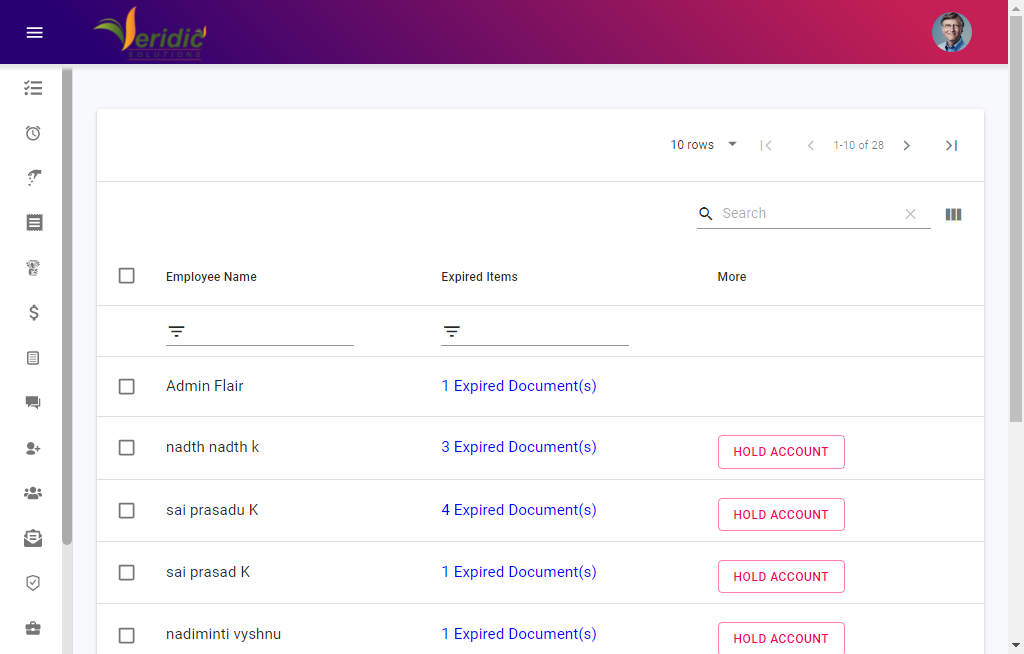 Veridic
SOLUTIONS
10 rows
1-10 of 28
Search
Employee Name
Expired Items
More
Admin Flair
1 Expired Document(s)
nadth nadth k
3 Expired Document(s)
HOLD ACCOUNT
sai prasadu K
4 Expired Document(s)
HOLD ACCOUNT
sai prasad K
1 Expired Document(s)
HOLD ACCOUNT
nadiminti vyshnu
1 Expired Document(s)
HOLD ACCOUNT